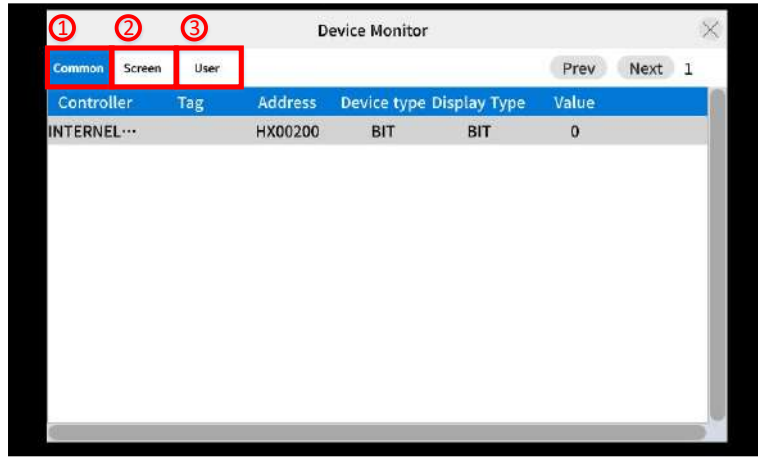 ① ② ③ Device Monitor
Common Screen User Prev Next 1
Controller Tag Address Device type Display Type Value
INTERNEL… HX00200 BIT BIT 0